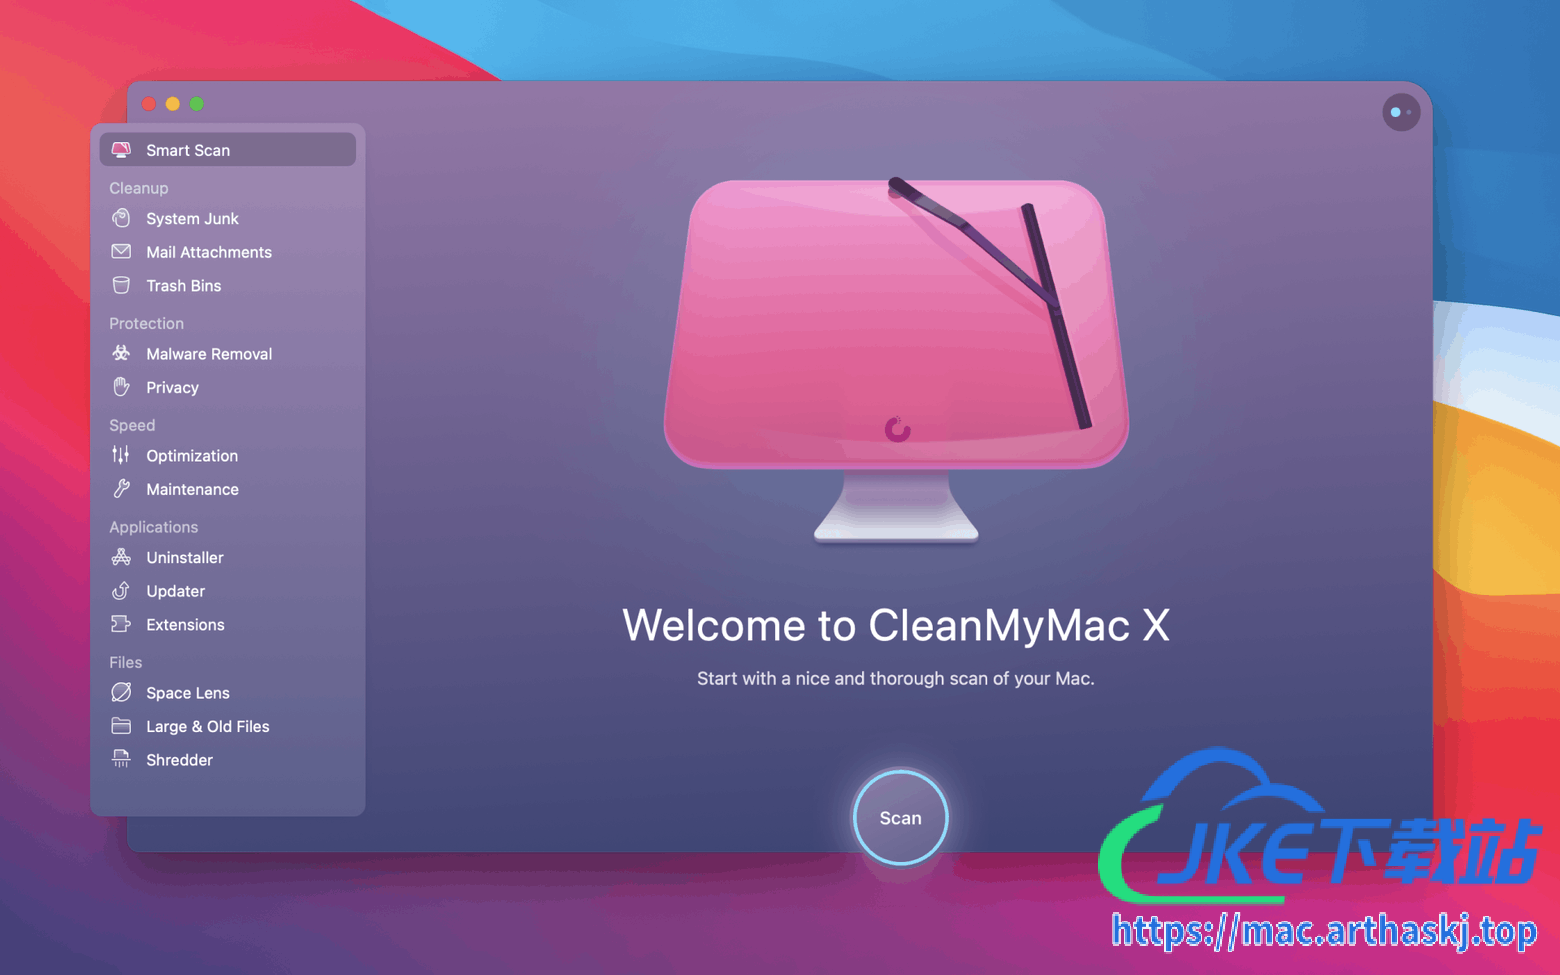 Smart Scan
Cleanup
System Junk
Mail Attachments
Trash Bins
Protection
Malware Removal
Privacy
Speed
Optimization
Maintenance
Applications
Uninstaller
Updater
Extensions
Files
Space Lens
Large & Old Files
Shredder
Welcome to CleanMyMac X
Start with a nice and thorough scan of your Mac.
Scan
JKE下载站
https://mac.arthaskj.top